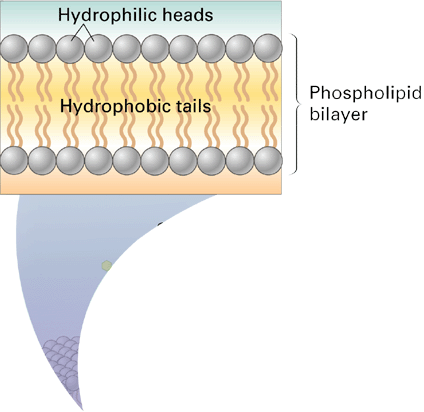 Hydrophilic heads
Hydrophobic tails
Phospholipid
bilayer